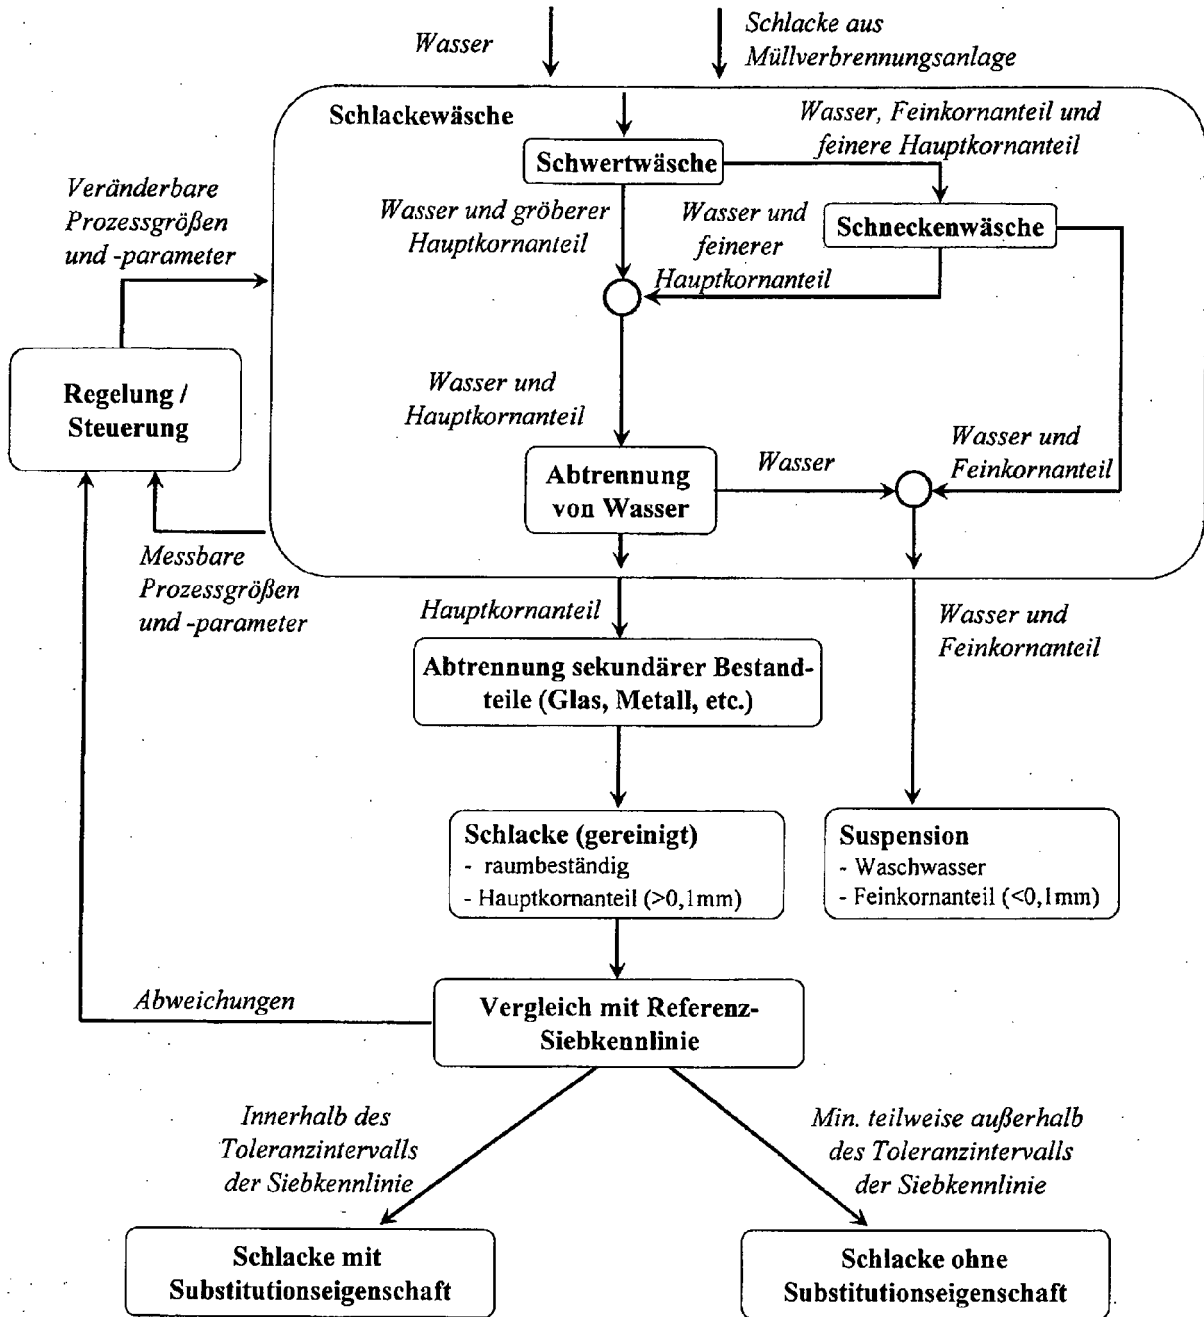 Wasser
Schlacke aus
Müllverbrennungsanlage
Schlackewäsche
Wasser, Feinkornanteil und
feinere Hauptkornanteil
Schwertwäsche
Veränderbare
Prozessgrößen
und -parameter
Wasser und gröberer
Hauptkornanteil
Wasser und
feinerer
Hauptkornanteil
Schneckenwäsche
Regelung /
Steuerung
Wasser und
Hauptkornanteil
Abtrennung
von Wasser
Wasser
Wasser und
Feinkornanteil
Messbare
Prozessgrößen
und -parameter
Hauptkornanteil
Wasser und
Feinkornanteil
Abtrennung sekundärer Bestand-
teile (Glas, Metall, etc.)
Schlacke (gereinigt)
- raumbeständig
- Hauptkornanteil (>0,1mm)
Suspension
- Waschwasser
- Feinkornanteil (<0,1mm)
Abweichungen
Vergleich mit Referenz-
Siebkennlinie
Innerhalb des
Toleranzintervalls
der Siebkennlinie
Min. teilweise außerhalb
des Toleranzintervalls
der Siebkennlinie
Schlacke mit
Substitutionseigenschaft
Schlacke ohne
Substitutionseigenschaft